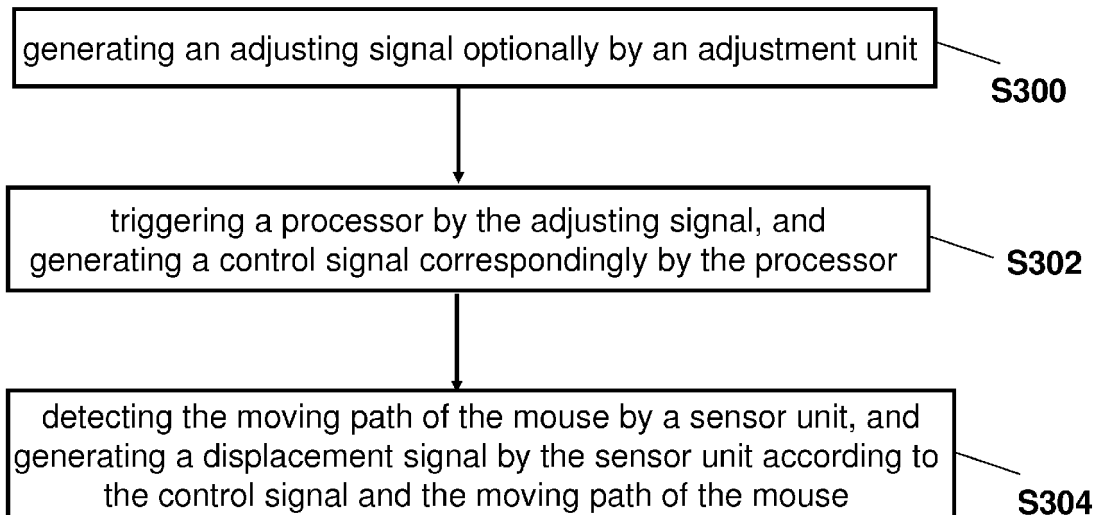 generating an adjusting signal optionally by an adjustment unit
S300
triggering a processor by the adjusting signal, and
generating a control signal correspondingly by the processor
S302
detecting the moving path of the mouse by a sensor unit, and
generating a displacement signal by the sensor unit according to
the control signal and the moving path of the mouse
S304